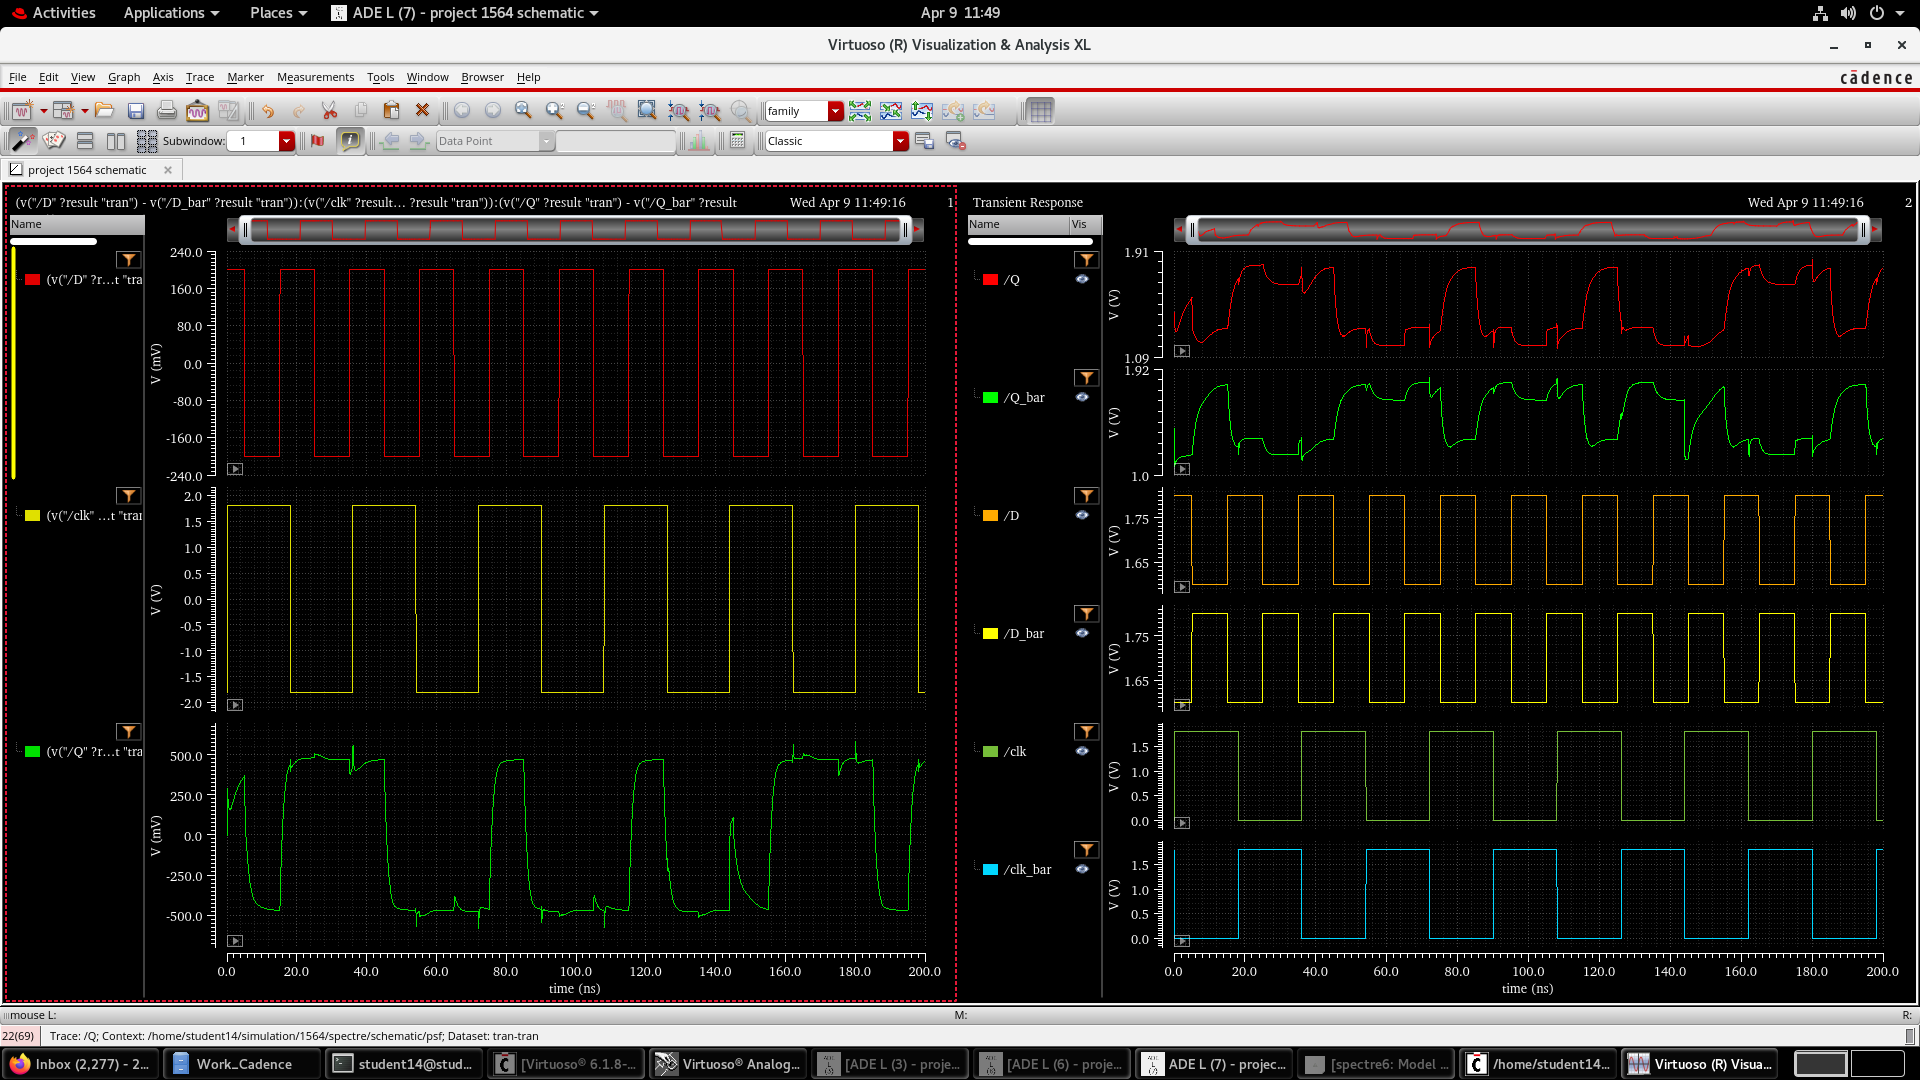 Activities Applications Places ADE L (7) - project 1564 schematic Apr 9 11:49
Virtuoso (R) Visualization & Analysis XL
File Edit View Graph Axis Trace Marker Measurements Tools Window Browser Help cādence
family
Subwindow: 1 Data Point Classic
project 1564 schematic
(v("/D" ?result "tran") - v("/D_bar" ?result "tran")):(v("/clk" ?result... ?result "tran")):(v("/Q" ?result "tran") - v("/Q_bar" ?result Wed Apr 9 11:49:16 1
Name
(v("/D" ?r...t "tra
240.0
160.0
80.0
0.0
-80.0
-160.0
-240.0
V (mV)
(v("/clk" ...t "tra
2.0
1.5
1.0
0.5
0.0
-0.5
-1.0
-1.5
-2.0
V (V)
(v("/Q" ?r...t "tra
500.0
250.0
0.0
-250.0
-500.0
V (mV)
0.0 20.0 40.0 60.0 80.0 100.0 120.0 140.0 160.0 180.0 200.0
time (ns)
Transient Response Wed Apr 9 11:49:16 2
Name Vis
/Q
1.91
1.09
V (V)
/Q_bar
1.92
1.0
V (V)
/D
1.75
1.65
V (V)
/D_bar
1.75
1.65
V (V)
/clk
1.5
1.0
0.5
0.0
V (V)
/clk_bar
1.5
1.0
0.5
0.0
V (V)
0.0 20.0 40.0 60.0 80.0 100.0 120.0 140.0 160.0 180.0 200.0
time (ns)
mouse L: M: R:
22(69) Trace: /Q; Context: /home/student14/simulation/1564/spectre/schematic/psf; Dataset: tran-tran
Inbox (2,277) - 2... Work_Cadence student14@stud... [Virtuoso® 6.1.8-... Virtuoso® Analog... [ADE L (3) - proje... [ADE L (6) - proje... ADE L (7) - projec... [spectre6: Model ... /home/student14... Virtuoso (R) Visua...